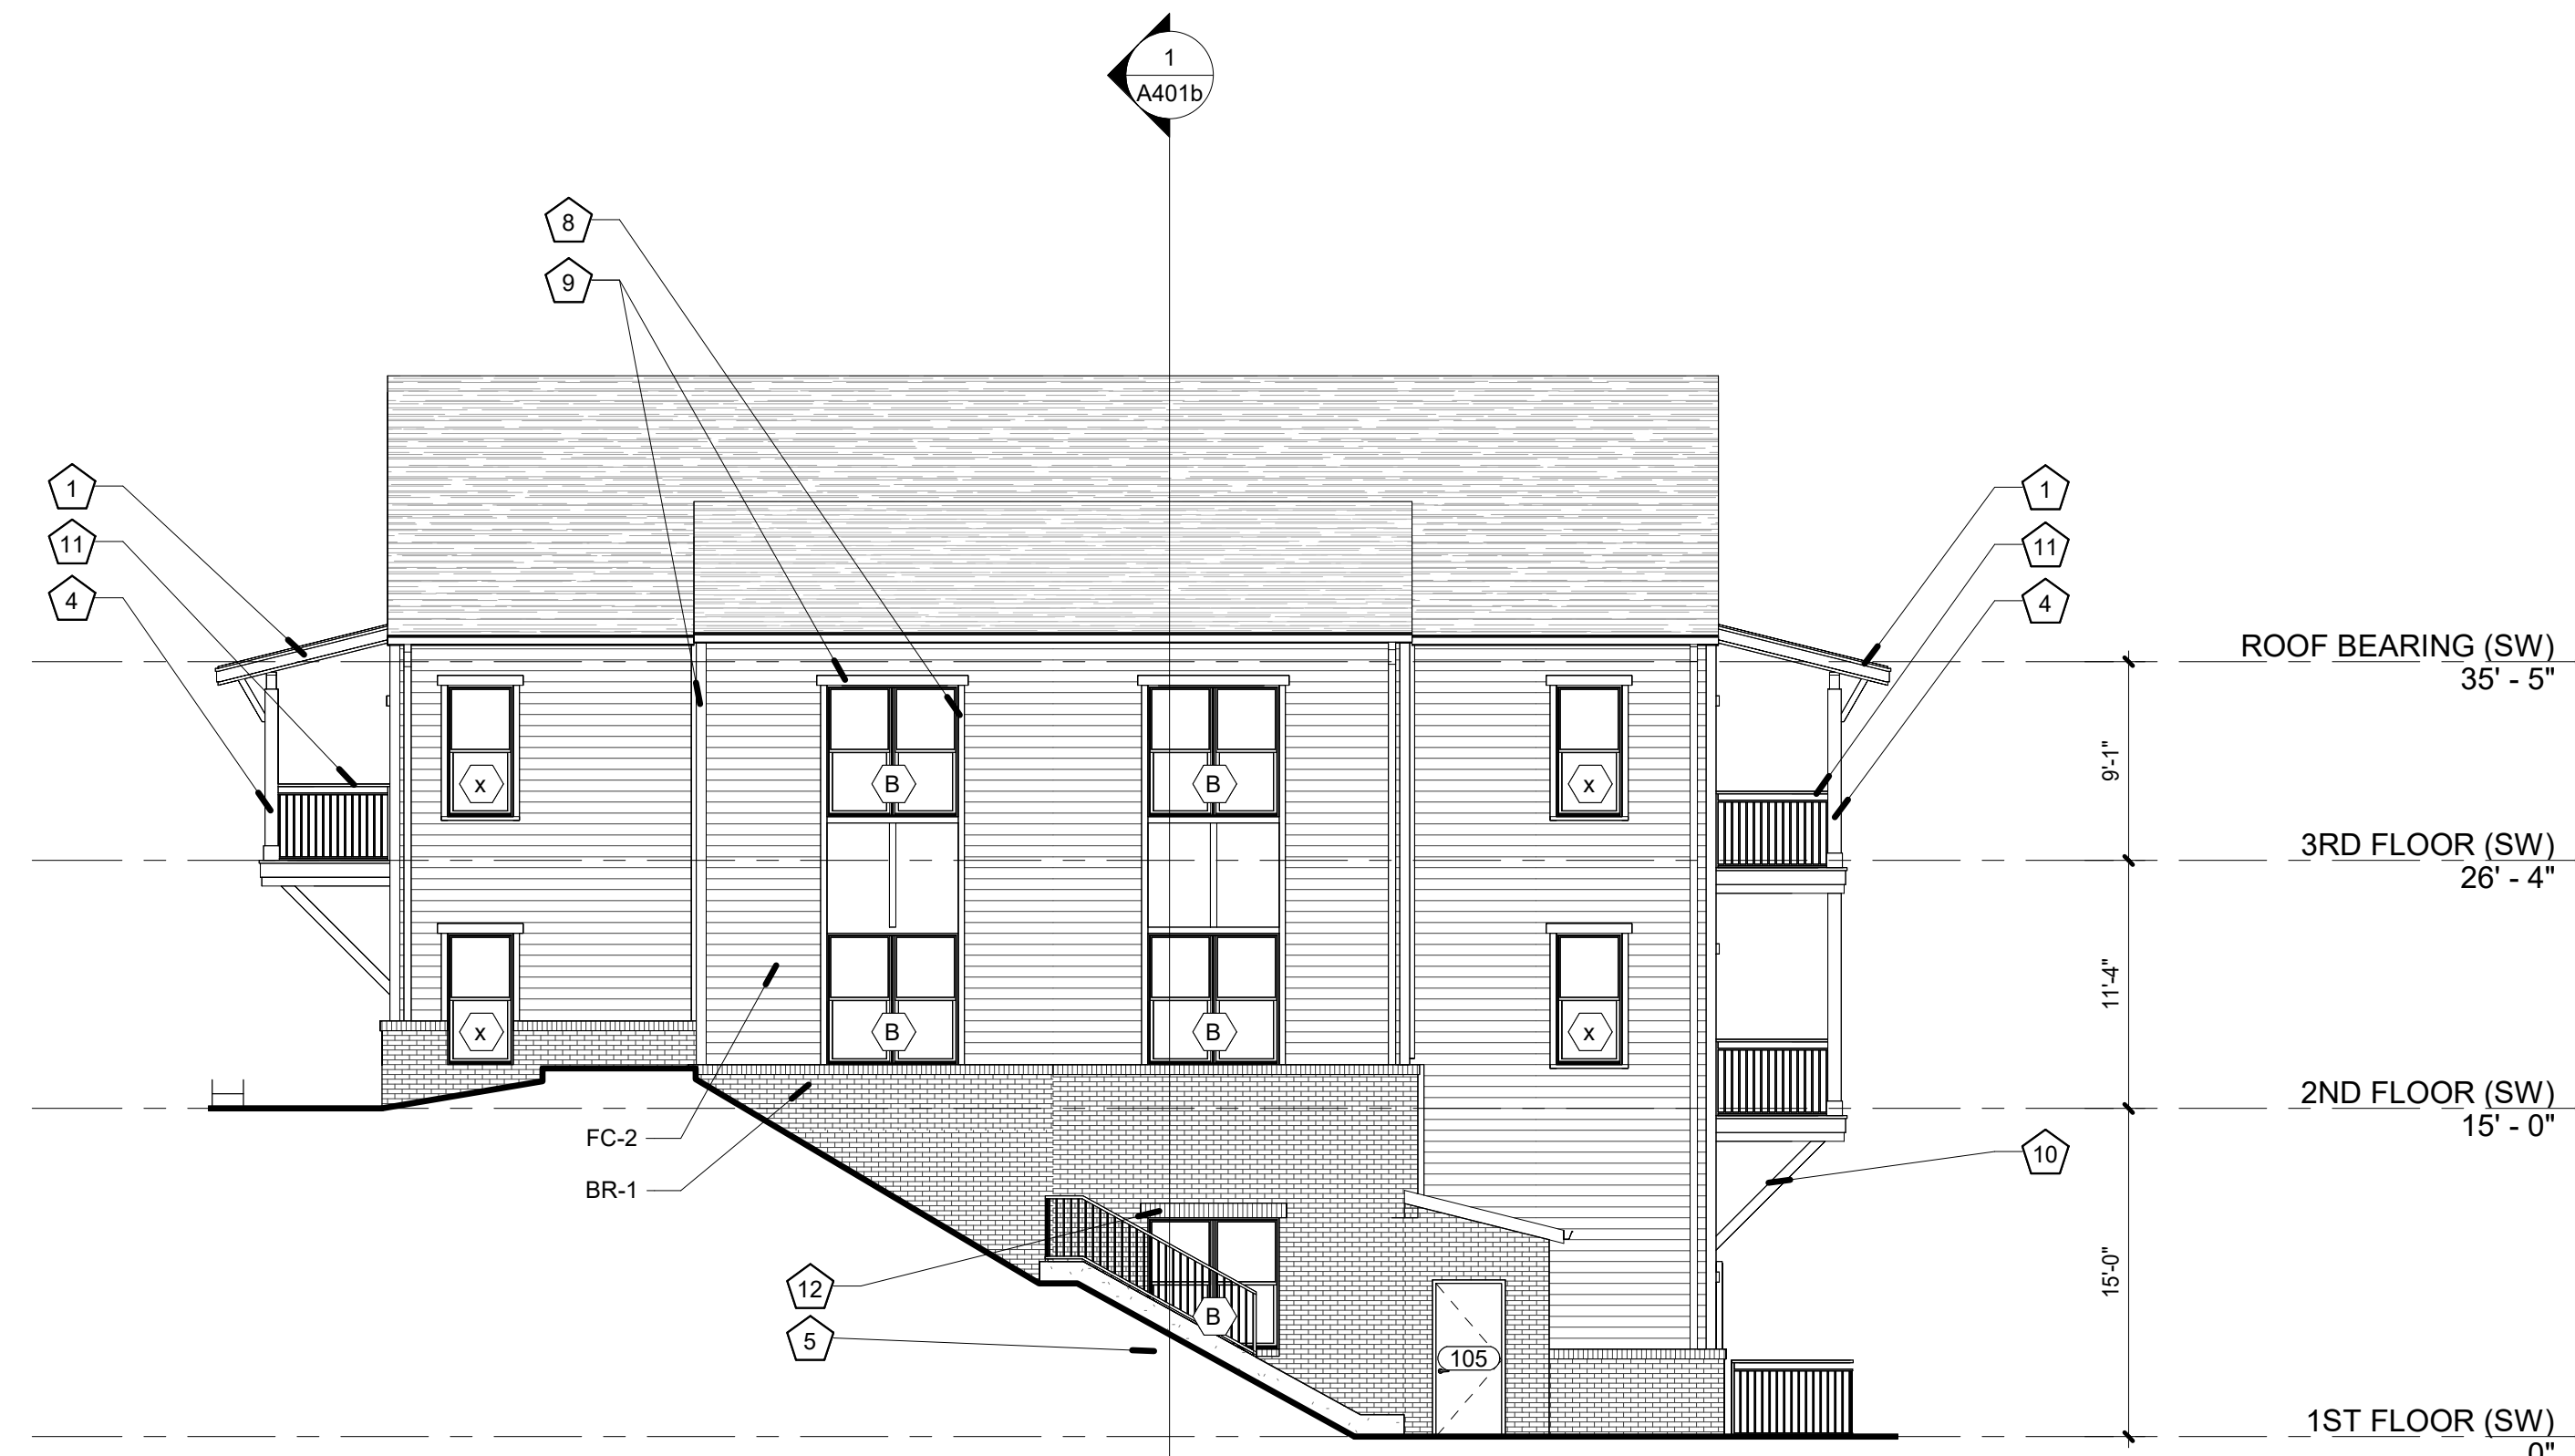 1
A401b
8
9
1
11
4
1
11
4
ROOF BEARING (SW)
35' - 5"
x
B
B
x
9'-1"
3RD FLOOR (SW)
26' - 4"
11'-4"
x
B
B
x
2ND FLOOR (SW)
15' - 0"
FC-2
BR-1
10
15'-0"
12
5
B
105
1ST FLOOR (SW)
0"